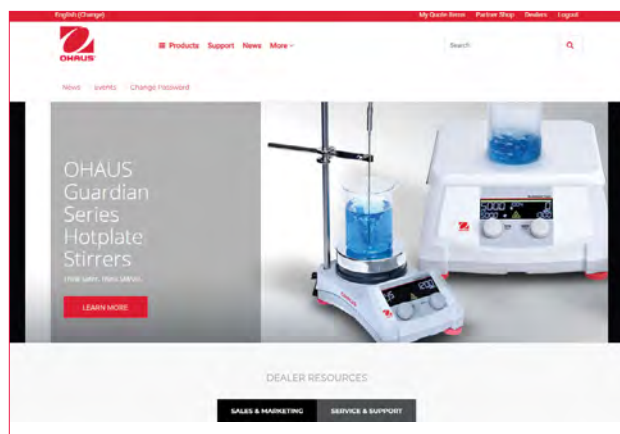 English (Change)
My Quote Items Partner Shop Dealers Logout
OHAUS
Products Support News More
Search
News Events Change Password
OHAUS
Guardian
Series
Hotplate
Stirrers
LEARN MORE
DEALER RESOURCES
SALES & MARKETING SERVICE & SUPPORT